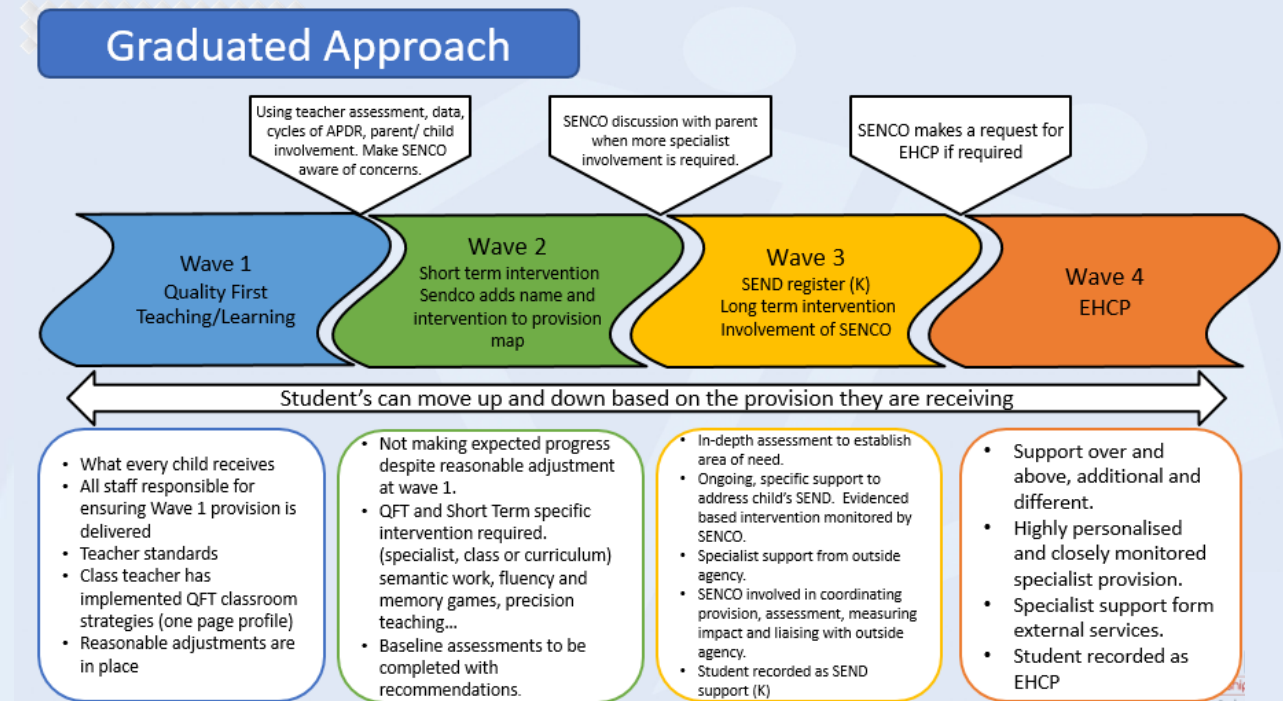 Graduated Approach
Using teacher assessment, data,
cycles of APDR, parent/ child
involvement. Make SENCO
aware of concerns.
SENCO discussion with parent
when more specialist
involvement is required.
SENCO makes a request for
EHCP if required
Wave 1
Quality First
Teaching/Learning
Wave 2
Short term intervention
Sendco adds name and
intervention to provision
map
Wave 3
SEND register (K)
Long term intervention
Involvement of SENCO
Wave 4
EHCP
Student's can move up and down based on the provision they are receiving
• What every child receives
• All staff responsible for
ensuring Wave 1 provision is
delivered
• Teacher standards
• Class teacher has
implemented QFT classroom
strategies (one page profile)
• Reasonable adjustments are
in place
• Not making expected progress
despite reasonable adjustment
at wave 1.
• QFT and Short Term specific
intervention required.
(specialist, class or curriculum)
semantic work, fluency and
memory games, precision
teaching...
• Baseline assessments to be
completed with
recommendations.
• In-depth assessment to establish
area of need.
• Ongoing, specific support to
address child's SEND. Evidenced
based intervention monitored by
SENCO.
• Specialist support from outside
agency.
• SENCO involved in coordinating
provision, assessment, measuring
impact and liaising with outside
agency.
• Student recorded as SEND
support (K)
• Support over and
above, additional and
different.
• Highly personalised
and closely monitored
specialist provision.
• Specialist support form
external services.
• Student recorded as
EHCP